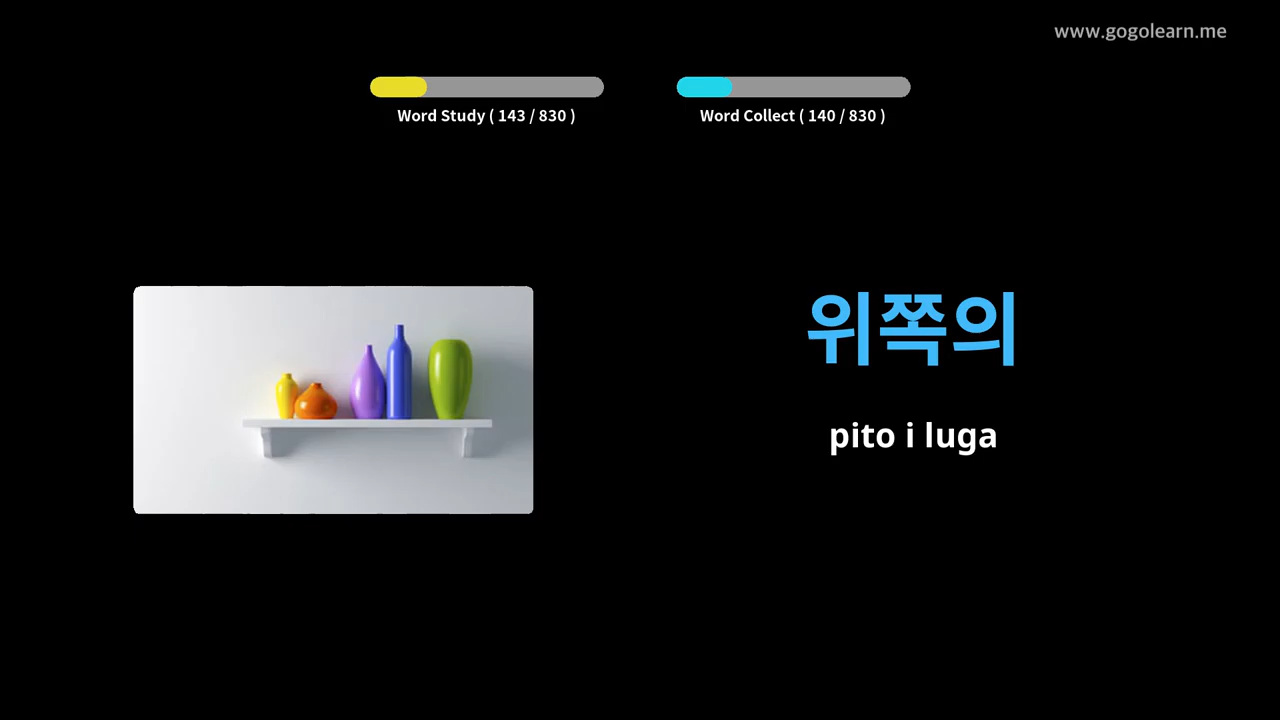 www.gogolearn.me
Word Study ( 143 / 830 )
Word Collect ( 140 / 830 )
위쪽의
pito i luga